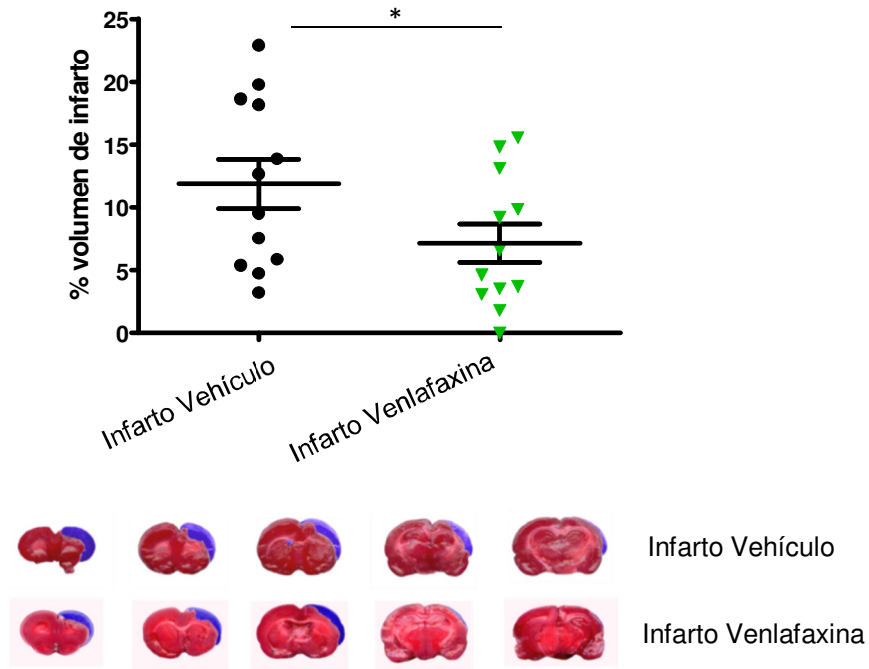 *
% volumen de infarto
25
20
15
10
5
0
Infarto Vehículo
Infarto Venlafaxina
Infarto Vehículo
Infarto Venlafaxina